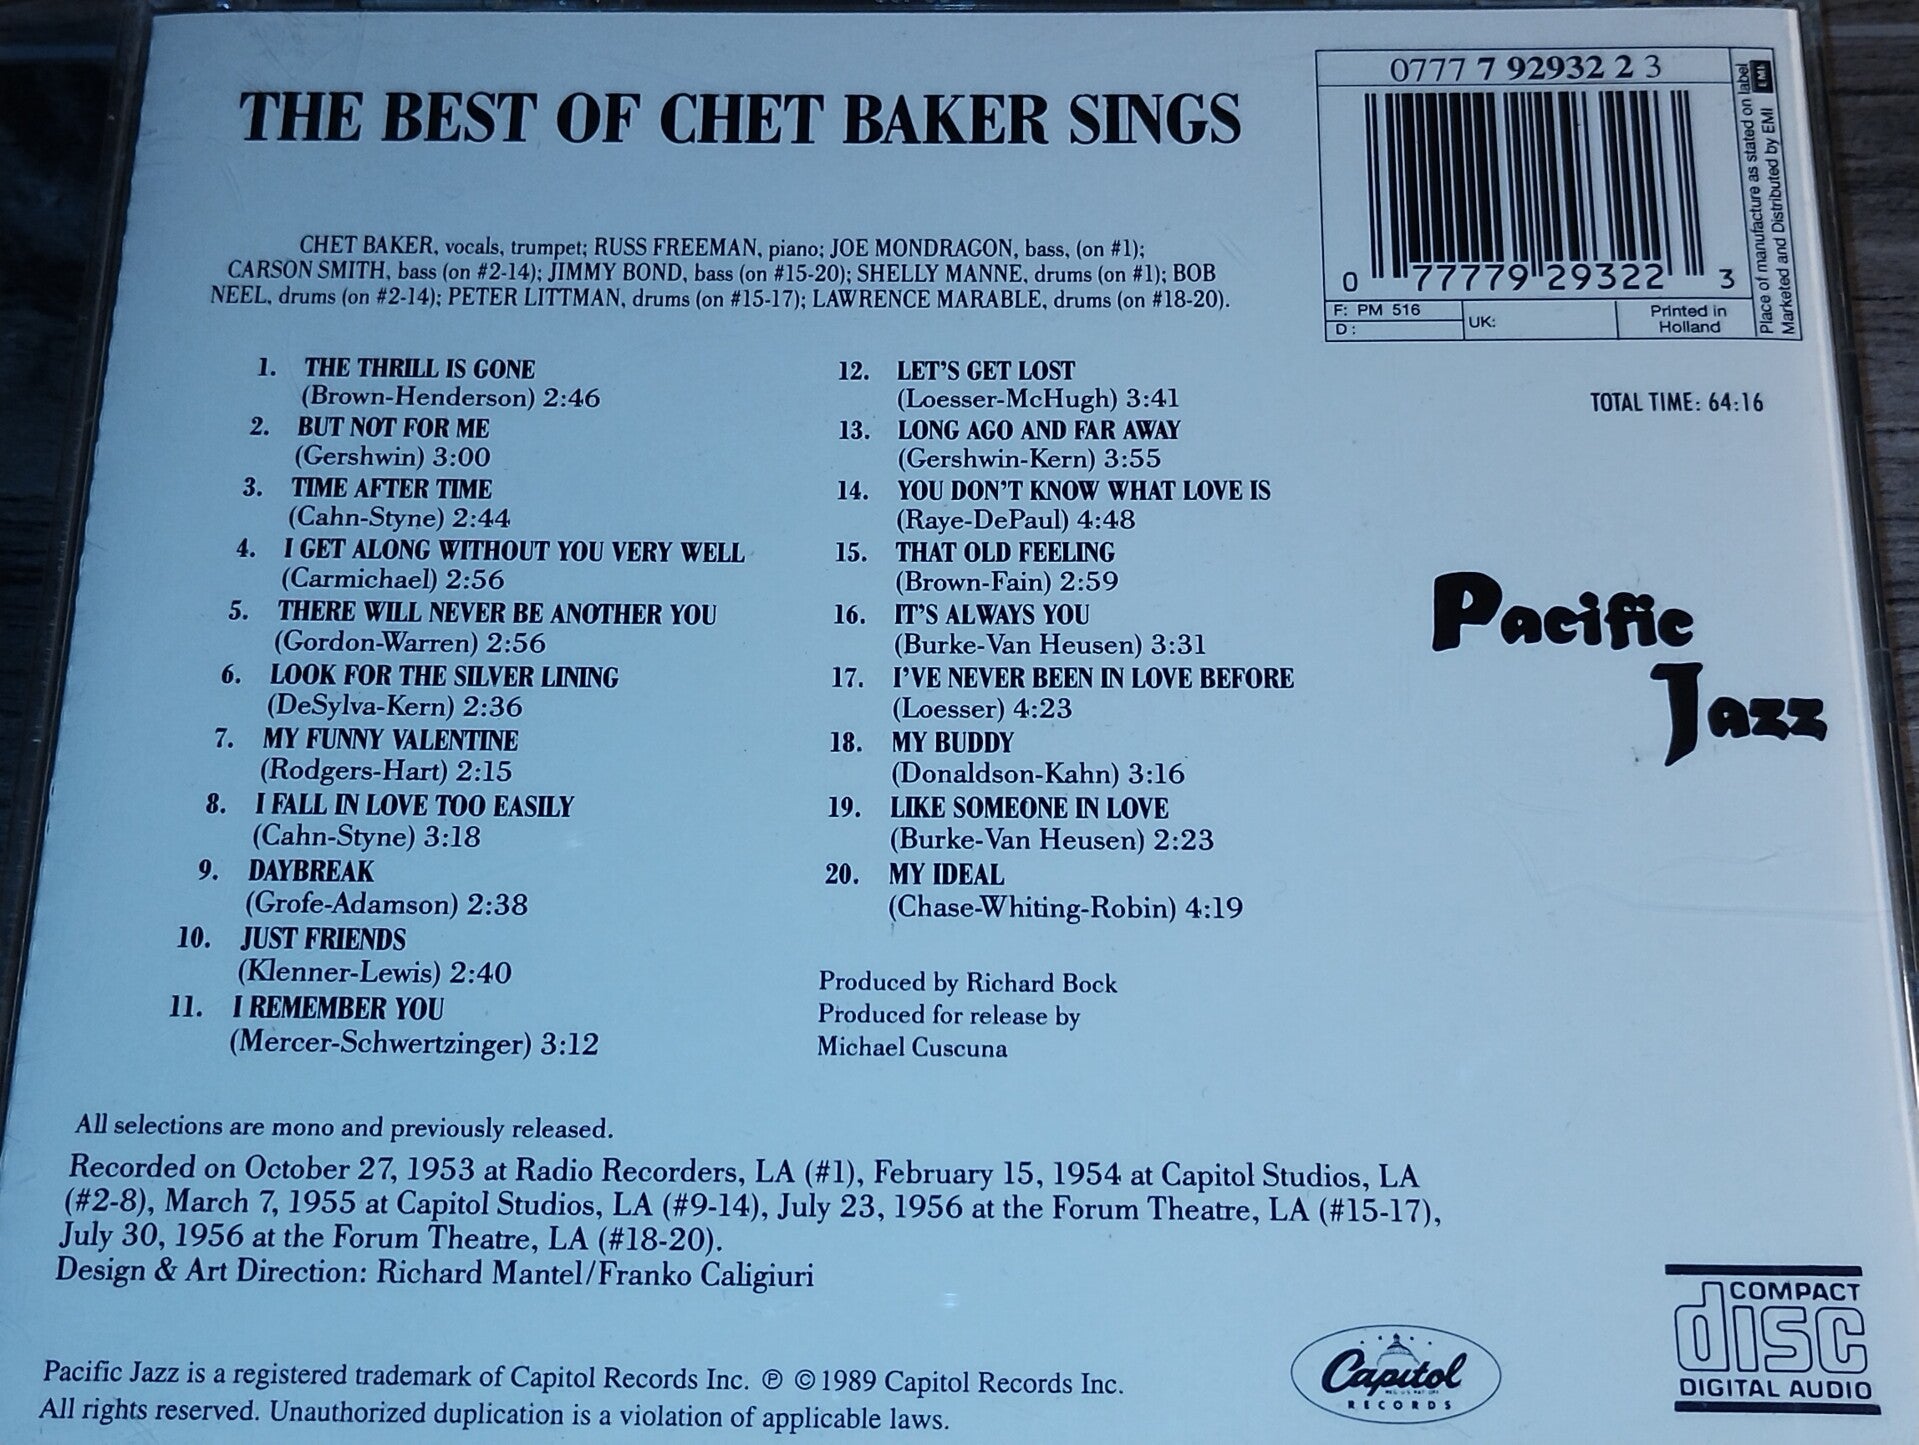 THE BEST OF CHET BAKER SINGS
0777 7 92932 2 3
0 77779 29322 3
F: PM 516
D:
UK:
Printed in
Holland
Place of manufacture as stated on label
Marketed and Distributed by EMI
EMI
CHET BAKER, vocals, trumpet; RUSS FREEMAN, piano; JOE MONDRAGON, bass, (on #1);
CARSON SMITH, bass (on #2-14); JIMMY BOND, bass (on #15-20); SHELLY MANNE, drums (on #1); BOB
NEEL, drums (on #2-14); PETER LITTMAN, drums (on #15-17); LAWRENCE MARABLE, drums (on #18-20).
1. THE THRILL IS GONE
(Brown-Henderson) 2:46
2. BUT NOT FOR ME
(Gershwin) 3:00
3. TIME AFTER TIME
(Cahn-Styne) 2:44
4. I GET ALONG WITHOUT YOU VERY WELL
(Carmichael) 2:56
5. THERE WILL NEVER BE ANOTHER YOU
(Gordon-Warren) 2:56
6. LOOK FOR THE SILVER LINING
(DeSylva-Kern) 2:36
7. MY FUNNY VALENTINE
(Rodgers-Hart) 2:15
8. I FALL IN LOVE TOO EASILY
(Cahn-Styne) 3:18
9. DAYBREAK
(Grofe-Adamson) 2:38
10. JUST FRIENDS
(Klenner-Lewis) 2:40
11. I REMEMBER YOU
(Mercer-Schwertzinger) 3:12
12. LET'S GET LOST
(Loesser-McHugh) 3:41
13. LONG AGO AND FAR AWAY
(Gershwin-Kern) 3:55
14. YOU DON'T KNOW WHAT LOVE IS
(Raye-DePaul) 4:48
15. THAT OLD FEELING
(Brown-Fain) 2:59
16. IT'S ALWAYS YOU
(Burke-Van Heusen) 3:31
17. I'VE NEVER BEEN IN LOVE BEFORE
(Loesser) 4:23
18. MY BUDDY
(Donaldson-Kahn) 3:16
19. LIKE SOMEONE IN LOVE
(Burke-Van Heusen) 2:23
20. MY IDEAL
(Chase-Whiting-Robin) 4:19
TOTAL TIME: 64:16
Pacific
Jazz
Produced by Richard Bock
Produced for release by
Michael Cuscuna
All selections are mono and previously released.
Recorded on October 27, 1953 at Radio Recorders, LA (#1), February 15, 1954 at Capitol Studios, LA
(#2-8), March 7, 1955 at Capitol Studios, LA (#9-14), July 23, 1956 at the Forum Theatre, LA (#15-17),
July 30, 1956 at the Forum Theatre, LA (#18-20).
Design & Art Direction: Richard Mantel/Franko Caligiuri
Pacific Jazz is a registered trademark of Capitol Records Inc. ℗ © 1989 Capitol Records Inc.
All rights reserved. Unauthorized duplication is a violation of applicable laws.
Capitol
RECORDS
COMPACT
disc
DIGITAL AUDIO